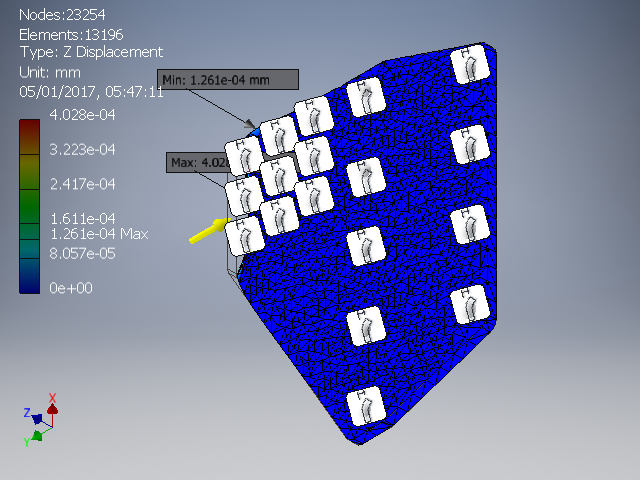 Nodes:23254
Elements:13196
Type: Z Displacement
Unit: mm
05/01/2017, 05:47:11
Min: 1.261e-04 mm
4.028e-04
3.223e-04
Max: 4.028
2.417e-04
1.611e-04
1.261e-04 Max
8.057e-05
0e+00
X
Z
Y